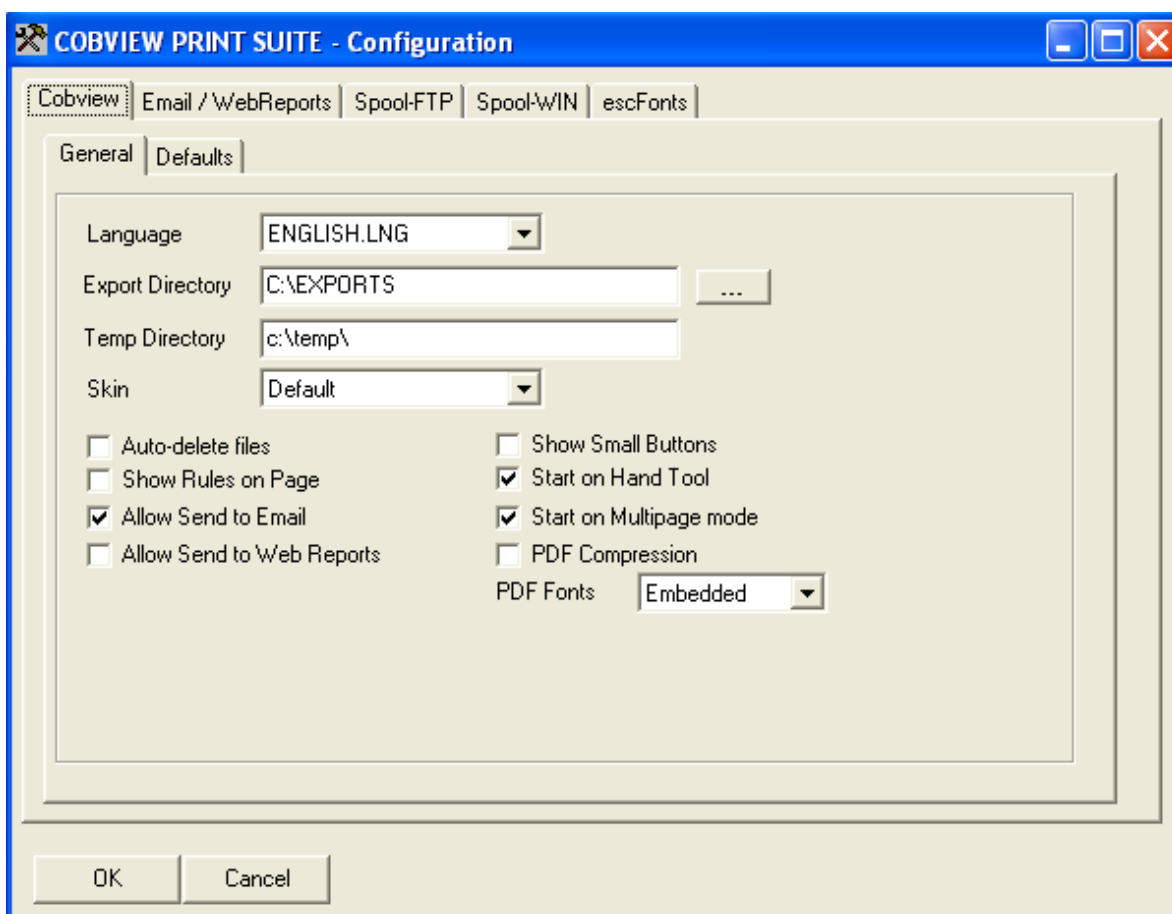 COBVIEW PRINT SUITE - Configuration
Cobview Email / WebReports Spool-FTP Spool-WIN escFonts
General Defaults
Language ENGLISH.LNG
Export Directory C:\EXPORTS ...
Temp Directory c:\temp\
Skin Default
Auto-delete files Show Small Buttons
Show Rules on Page Start on Hand Tool
Allow Send to Email Start on Multipage mode
Allow Send to Web Reports PDF Compression
PDF Fonts Embedded
OK Cancel